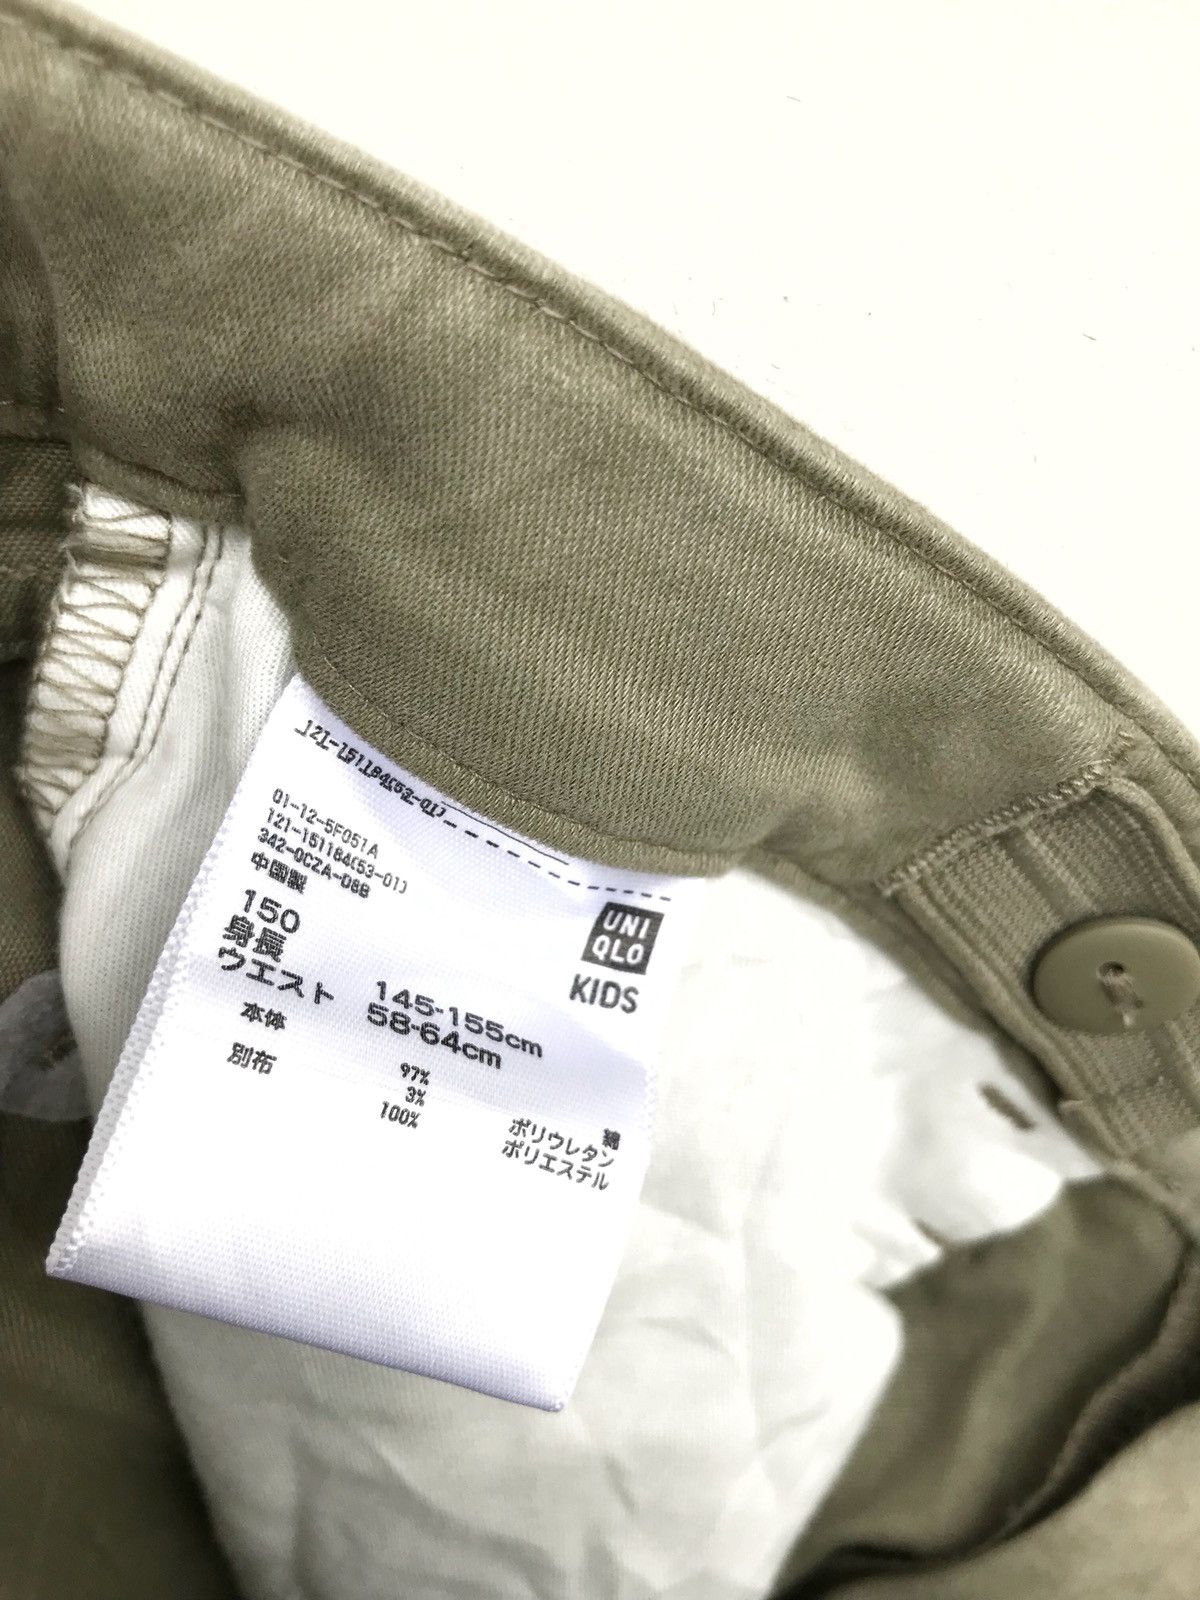 121-151184(53-01)
01-12-5F051A
121-151184(53-01)
342-0CZA-D6B
中国製
UNI
QLO
KIDS
150
身長 145-155cm
ウエスト 58-64cm
本体 97% 綿
3% ポリウレタン
別布 100% ポリエステル